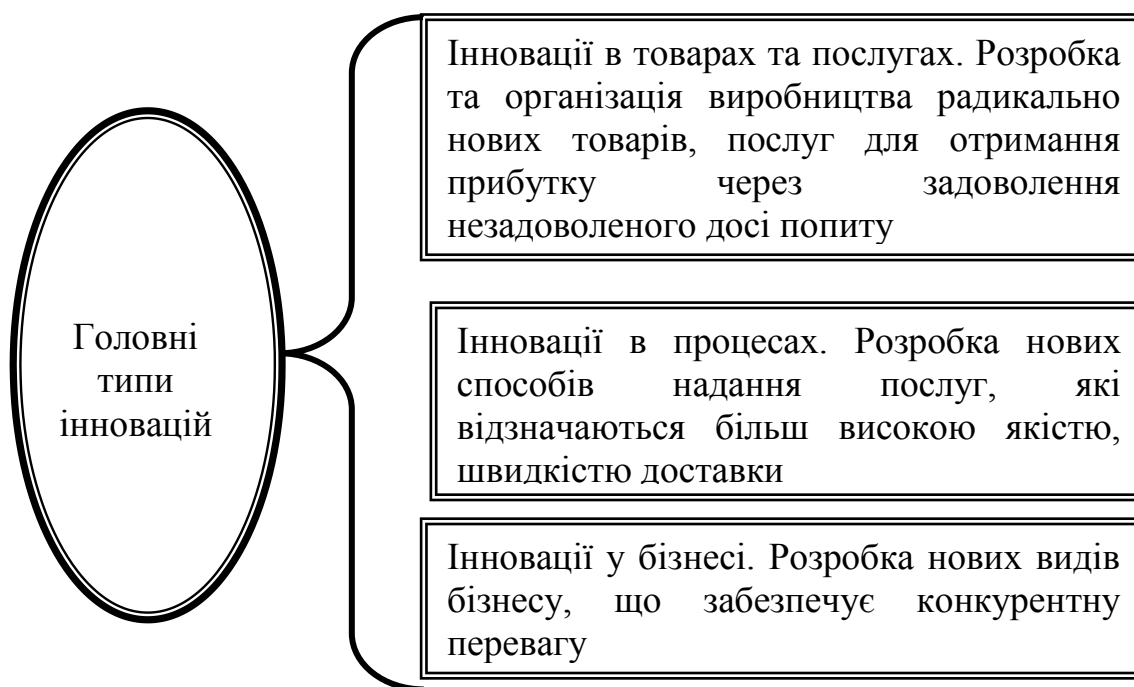 Головні
типи
інновацій
Інновації в товарах та послугах. Розробка
та організація виробництва радикально
нових товарів, послуг для отримання
прибутку через задоволення
незадоволеного досі попиту
Інновації в процесах. Розробка нових
способів надання послуг, які
відзначаються більш високою якістю,
швидкістю доставки
Інновації у бізнесі. Розробка нових видів
бізнесу, що забезпечує конкурентну
перевагу